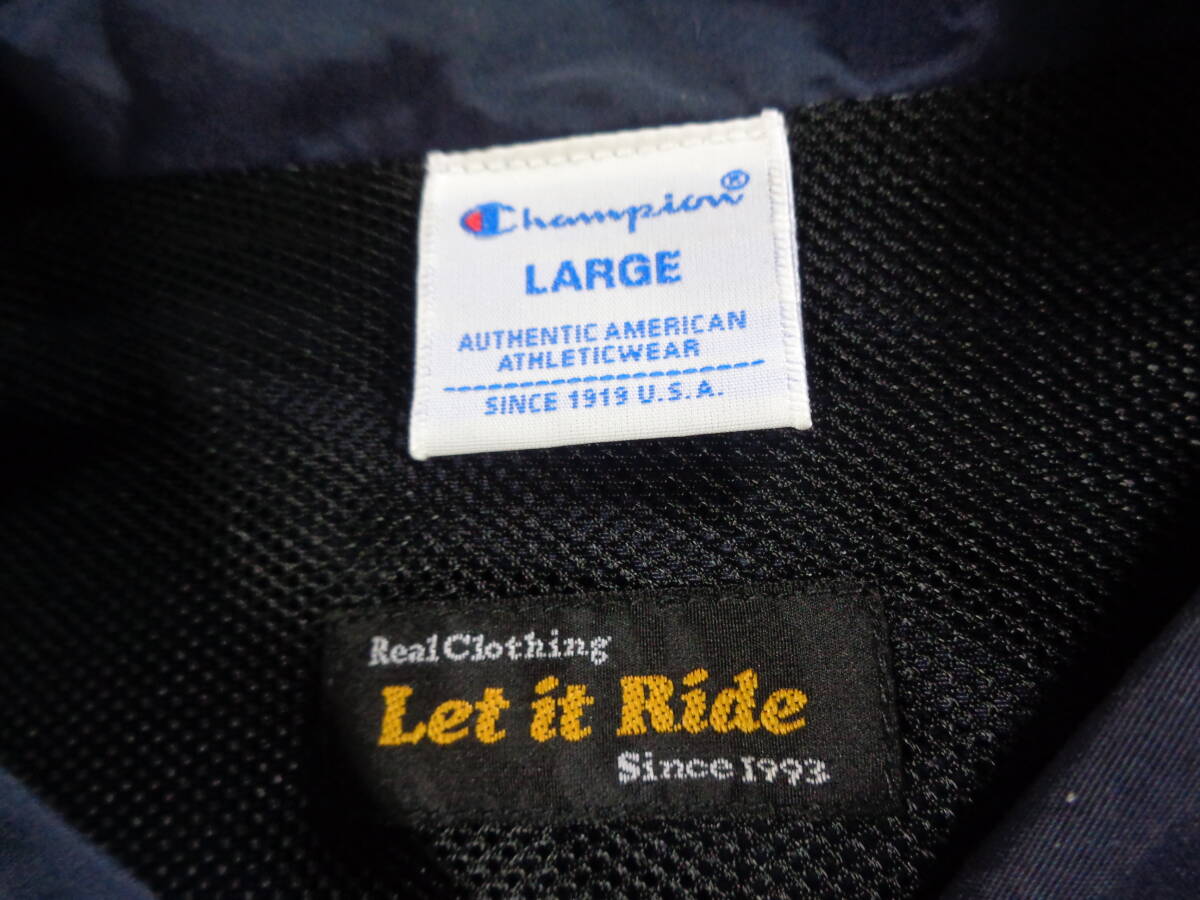 Champion®
LARGE
AUTHENTIC AMERICAN
ATHLETICWEAR
SINCE 1919 U.S.A.
Real Clothing
Let it Ride
Since 1993